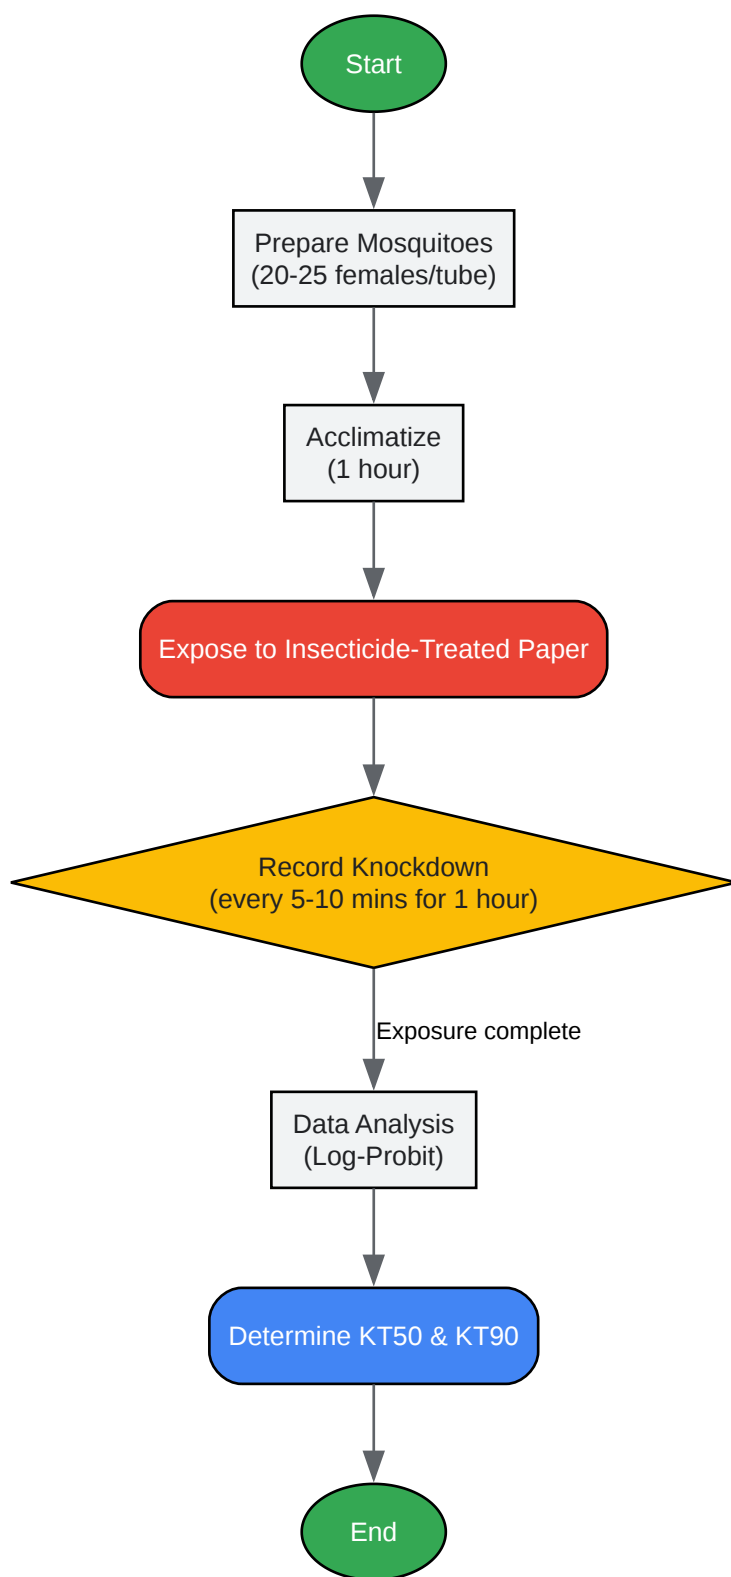 Start
Prepare Mosquitoes
(20-25 females/tube)
Acclimatize
(1 hour)
Expose to Insecticide-Treated Paper
Record Knockdown
(every 5-10 mins for 1 hour)
Exposure complete
Data Analysis
(Log-Probit)
Determine KT50 & KT90
End